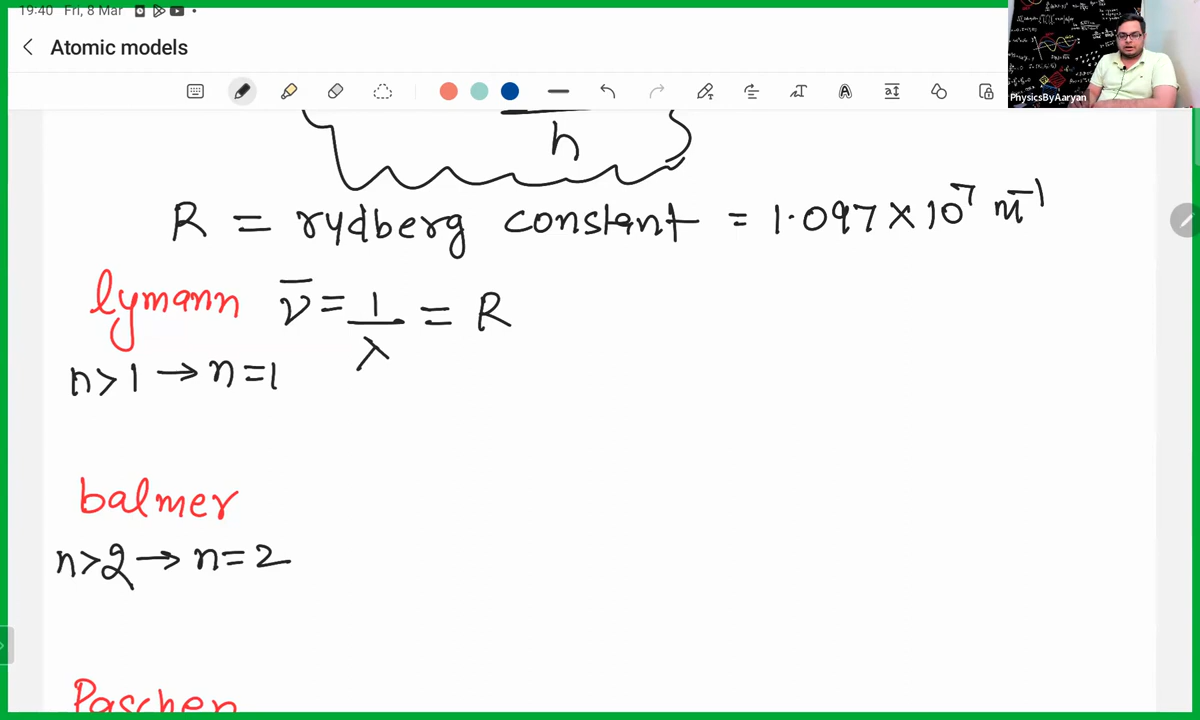 19:40 Fri, 8 Mar
Atomic models
PhysicsByAaryan
h
R = rydberg constant = 1.097 × 10⁷ m⁻¹
lymann ν̅ = 1/λ = R
n>1 → n=1
balmer
n>2 → n=2
Paschen